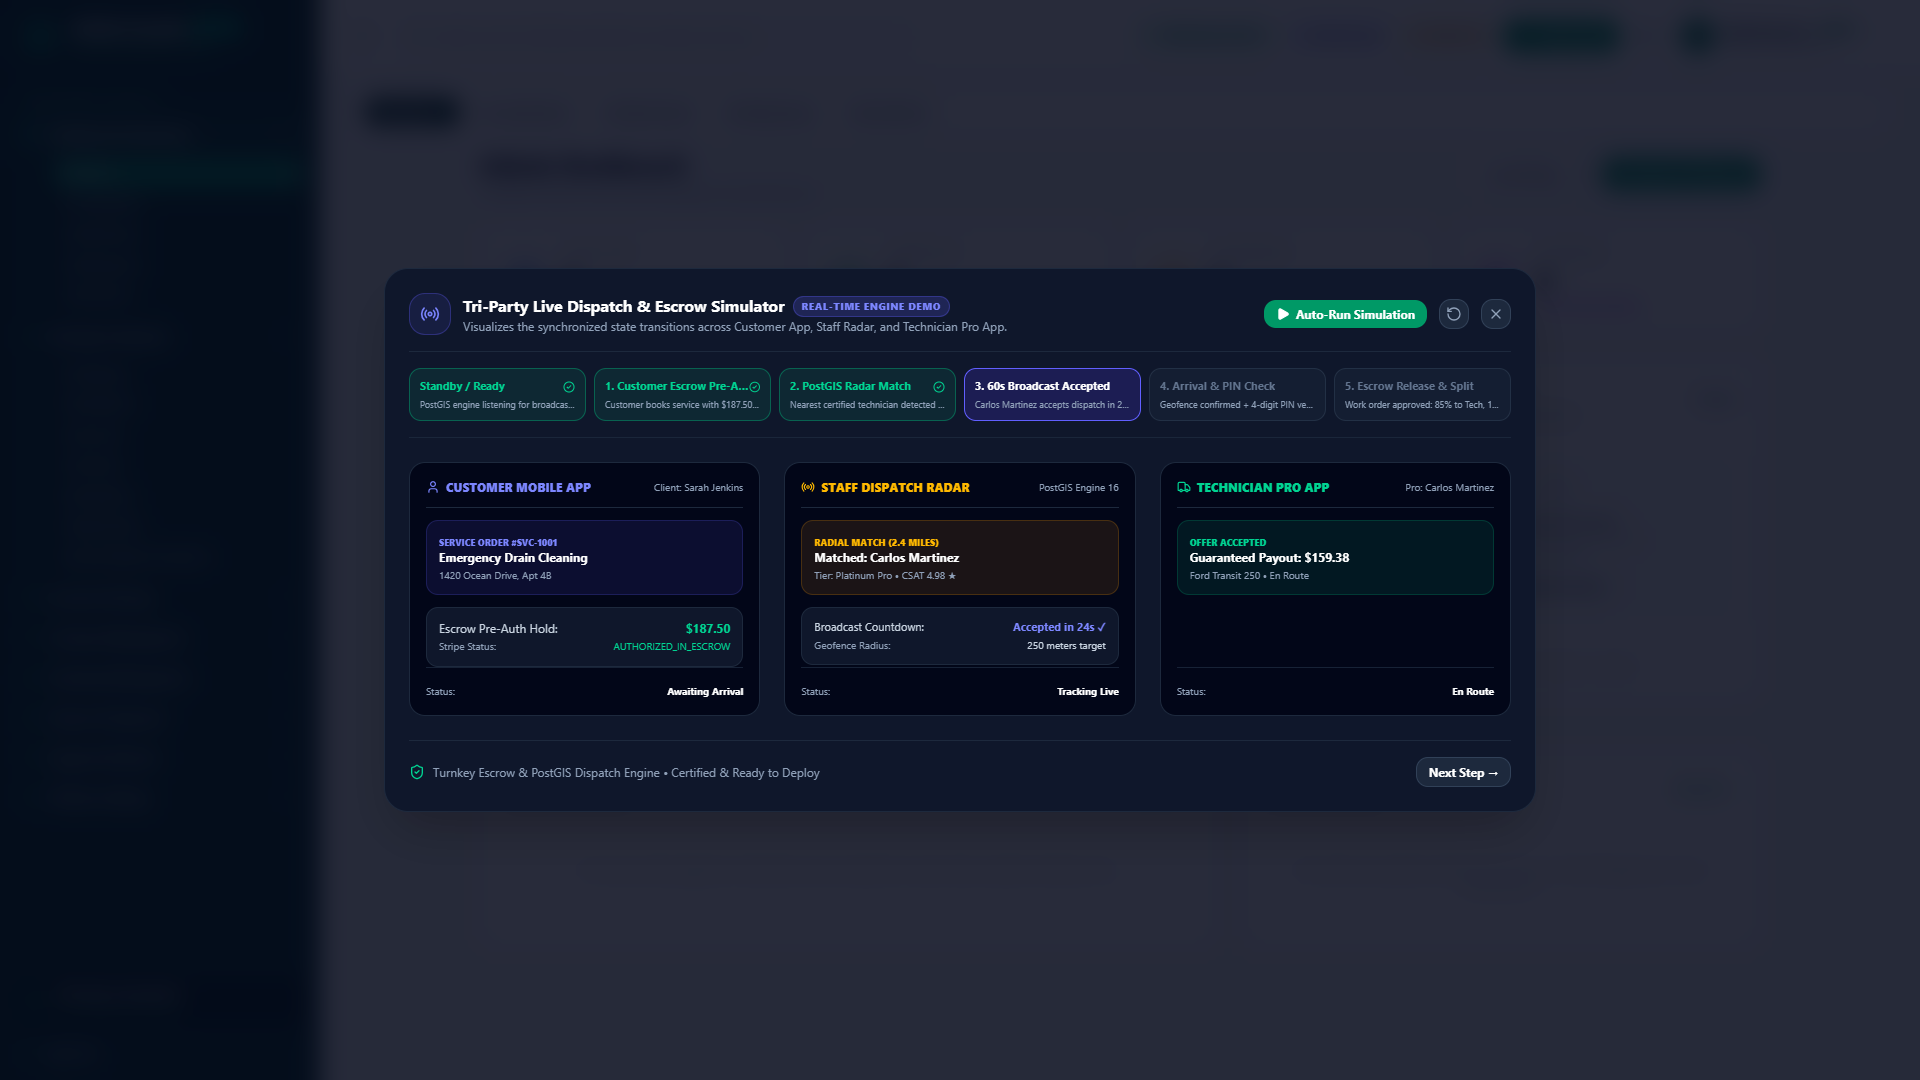 Tri-Party Live Dispatch & Escrow Simulator
REAL-TIME ENGINE DEMO
Visualizes the synchronized state transitions across Customer App, Staff Radar, and Technician Pro App.
Auto-Run Simulation
Standby / Ready
PostGIS engine listening for broadcas...
1. Customer Escrow Pre-A...
Customer books service with $187.50...
2. PostGIS Radar Match
Nearest certified technician detected ...
3. 60s Broadcast Accepted
Carlos Martinez accepts dispatch in 2...
4. Arrival & PIN Check
Geofence confirmed + 4-digit PIN ve...
5. Escrow Release & Split
Work order approved: 85% to Tech, 1...
CUSTOMER MOBILE APP
Client: Sarah Jenkins
SERVICE ORDER #SVC-1001
Emergency Drain Cleaning
1420 Ocean Drive, Apt 4B
Escrow Pre-Auth Hold: $187.50
Stripe Status: AUTHORIZED_IN_ESCROW
Status: Awaiting Arrival
STAFF DISPATCH RADAR
PostGIS Engine 16
RADIAL MATCH (2.4 MILES)
Matched: Carlos Martinez
Tier: Platinum Pro • CSAT 4.98 ★
Broadcast Countdown: Accepted in 24s ✓
Geofence Radius: 250 meters target
Status: Tracking Live
TECHNICIAN PRO APP
Pro: Carlos Martinez
OFFER ACCEPTED
Guaranteed Payout: $159.38
Ford Transit 250 • En Route
Status: En Route
Turnkey Escrow & PostGIS Dispatch Engine • Certified & Ready to Deploy
Next Step →